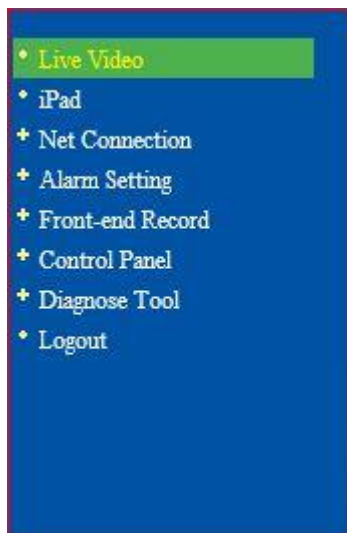 Live Video
iPad
Net Connection
Alarm Setting
Front-end Record
Control Panel
Diagnose Tool
Logout